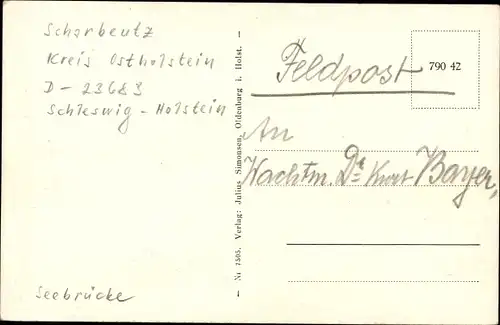 Scharbeutz
Kreis Ostholstein
D - 23683
Schleswig - Holstein
Seebrücke
— Nr 7505. Verlag: Julius Simonsen, Oldenburg i. Holst. —
Feldpost
790 42
An
Wachtm. Dr Kurt Bayer,